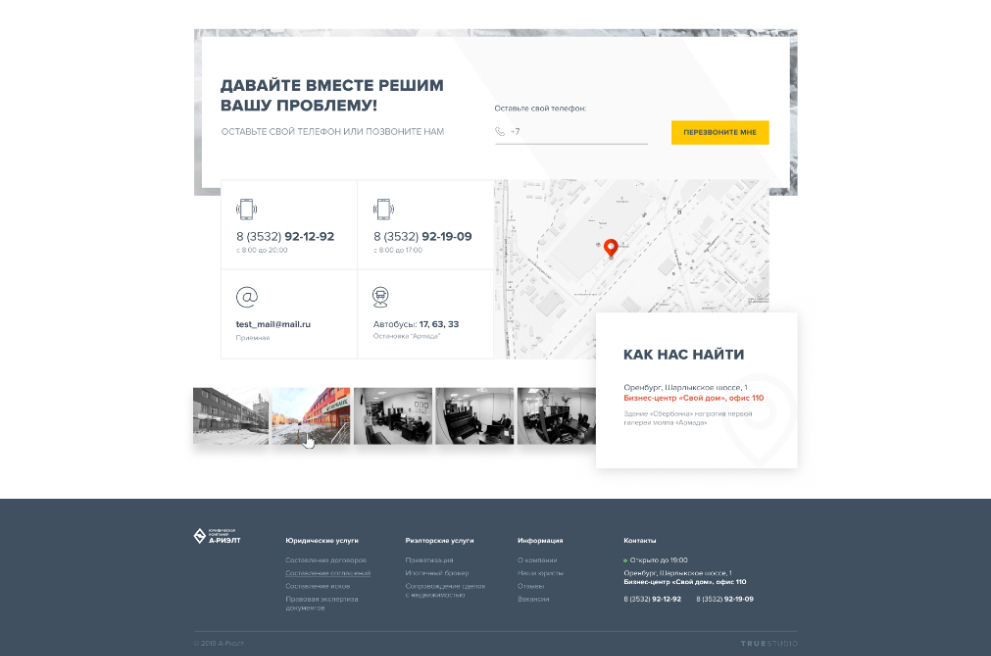 ДАВАЙТЕ ВМЕСТЕ РЕШИМ
ВАШУ ПРОБЛЕМУ!
ОСТАВЬТЕ СВОЙ ТЕЛЕФОН ИЛИ ПОЗВОНИТЕ НАМ
Оставьте свой телефон:
+7
ПЕРЕЗВОНИТЕ МНЕ
8 (3532) 92-12-92
с 8:00 до 20:00
8 (3532) 92-19-09
с 8:00 до 17:00
test_mail@mail.ru
Приемная
Автобусы: 17, 63, 33
Остановка "Армада"
КАК НАС НАЙТИ
Оренбург, Шарлыкское шоссе, 1
Бизнес-центр «Свой дом», офис 110
Здание «Сбербанка» напротив первой
галереи молла «Армада»
ЮРИДИЧЕСКАЯ
КОМПАНИЯ
А-РИЭЛТ
Юридические услуги
Составление договоров
Составление соглашений
Составление исков
Правовая экспертиза
документов
Риэлторские услуги
Приватизация
Ипотечный брокер
Сопровождение сделок
с недвижимостью
Информация
О компании
Наши юристы
Отзывы
Вакансии
Контакты
Открыто до 19:00
Оренбург, Шарлыкское шоссе, 1
Бизнес-центр «Свой дом», офис 110
8 (3532) 92-12-92 8 (3532) 92-19-09
© 2016 А-Риэлт
TRUESTUDIO